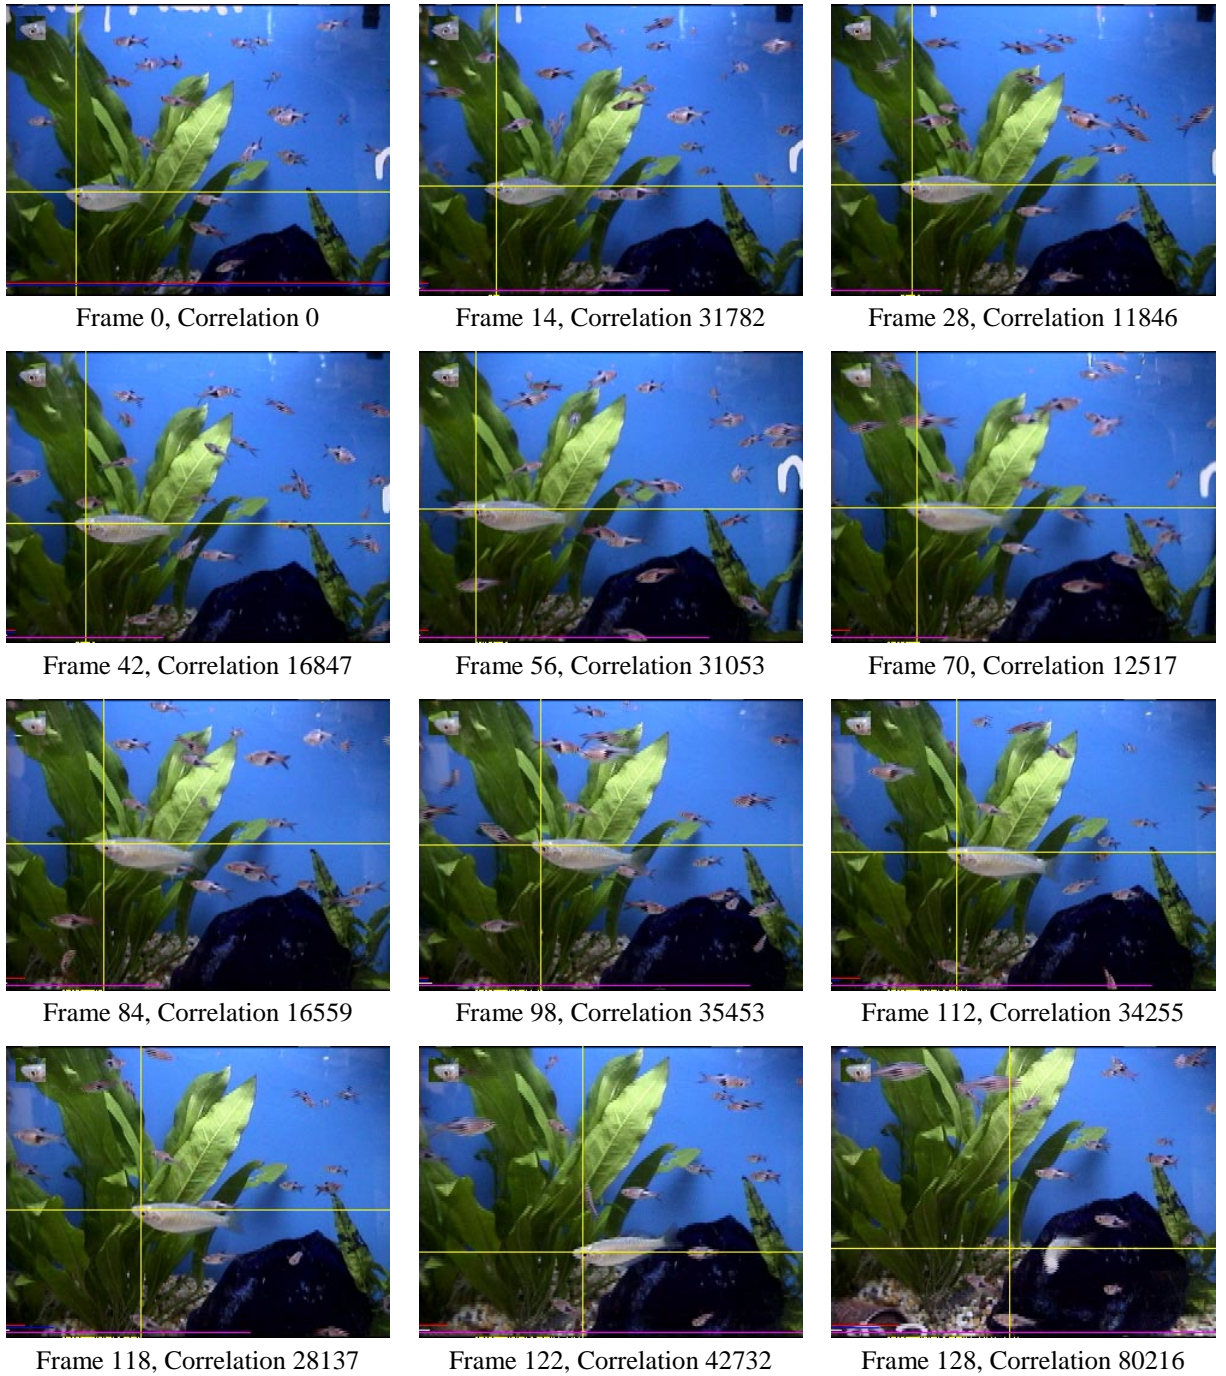 Frame 0, Correlation 0
Frame 14, Correlation 31782
Frame 28, Correlation 11846
Frame 42, Correlation 16847
Frame 56, Correlation 31053
Frame 70, Correlation 12517
Frame 84, Correlation 16559
Frame 98, Correlation 35453
Frame 112, Correlation 34255
Frame 118, Correlation 28137
Frame 122, Correlation 42732
Frame 128, Correlation 80216